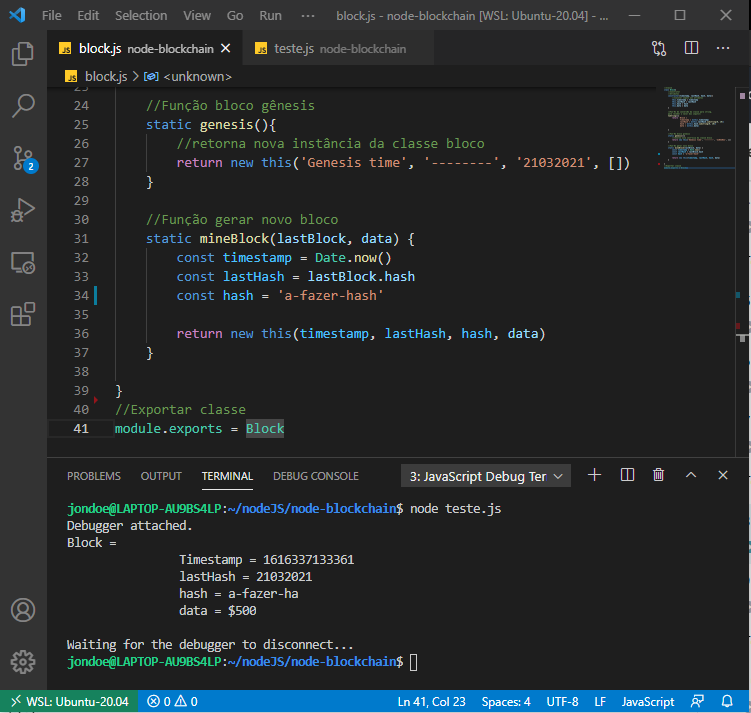 File Edit Selection View Go Run ··· block.js - node-blockchain [WSL: Ubuntu-20.04] - ...
JS block.js node-blockchain JS teste.js node-blockchain ...
JS block.js > <unknown>
23
24 //Função bloco gênesis
25 static genesis(){
26 //retorna nova instância da classe bloco
27 return new this('Genesis time', '--------', '21032021', [])
28 }
29
30 //Função gerar novo bloco
31 static mineBlock(lastBlock, data) {
32 const timestamp = Date.now()
33 const lastHash = lastBlock.hash
34 const hash = 'a-fazer-hash'
35
36 return new this(timestamp, lastHash, hash, data)
37 }
38
39 }
40 //Exportar classe
41 module.exports = Block
2
PROBLEMS OUTPUT TERMINAL DEBUG CONSOLE 3: JavaScript Debug Ter
jondoe@LAPTOP-AU9BS4LP:~/nodeJS/node-blockchain$ node teste.js
Debugger attached.
Block =
Timestamp = 1616337133361
lastHash = 21032021
hash = a-fazer-ha
data = $500
Waiting for the debugger to disconnect...
jondoe@LAPTOP-AU9BS4LP:~/nodeJS/node-blockchain$
WSL: Ubuntu-20.04 0 0 Ln 41, Col 23 Spaces: 4 UTF-8 LF JavaScript